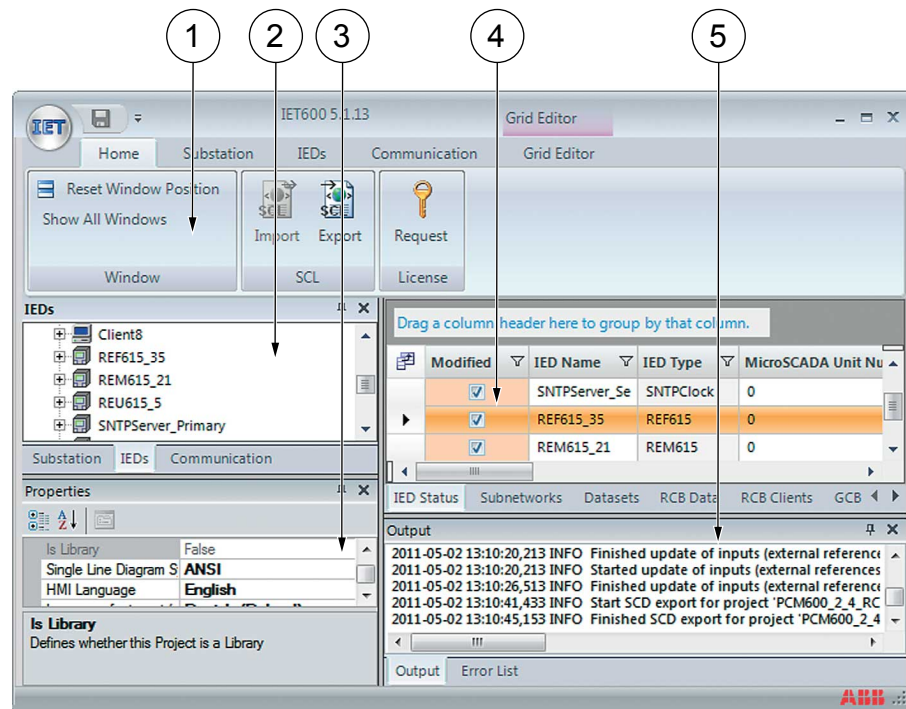 1 2 3 4 5
IET
IET600 5.1.13
Grid Editor
Home Substation IEDs Communication Grid Editor
Reset Window Position
Show All Windows
Window
SCL
SCL
Import Export
SCL
Request
License
IEDs
Client8
REF615_35
REM615_21
REU615_5
SNTPServer_Primary
Substation IEDs Communication
Properties
Is Library False
Single Line Diagram S ANSI
HMI Language English
Is Library
Defines whether this Project is a Library
Drag a column header here to group by that column.
Modified IED Name IED Type MicroSCADA Unit Nu
SNTPServer_Se SNTPClock 0
REF615_35 REF615 0
REM615_21 REM615 0
IED Status Subnetworks Datasets RCB Data RCB Clients GCB
Output
2011-05-02 13:10:20,213 INFO Finished update of inputs (external reference
2011-05-02 13:10:20,213 INFO Started update of inputs (external references
2011-05-02 13:10:26,513 INFO Finished update of inputs (external reference
2011-05-02 13:10:41,433 INFO Start SCD export for project 'PCM600_2_4_RC
2011-05-02 13:10:45,153 INFO Finished SCD export for project 'PCM600_2_4
Output Error List
ABB